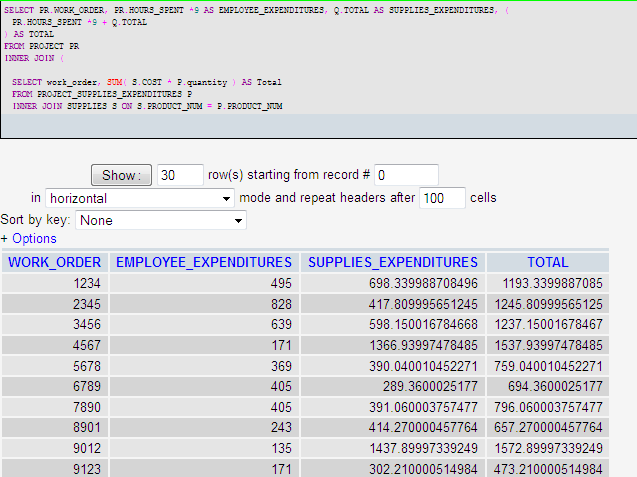 SELECT PR.WORK_ORDER, PR.HOURS_SPENT *9 AS EMPLOYEE_EXPENDITURES, Q.TOTAL AS SUPPLIES_EXPENDITURES, (
PR.HOURS_SPENT *9 + Q.TOTAL
) AS TOTAL
FROM PROJECT PR
INNER JOIN (
SELECT work_order, SUM( S.COST * P.quantity ) AS Total
FROM PROJECT_SUPPLIES_EXPENDITURES P
INNER JOIN SUPPLIES S ON S.PRODUCT_NUM = P.PRODUCT_NUM
Show : 30 row(s) starting from record # 0
in horizontal mode and repeat headers after 100 cells
Sort by key: None
+ Options
WORK_ORDER EMPLOYEE_EXPENDITURES SUPPLIES_EXPENDITURES TOTAL
1234 495 698.339988708496 1193.3399887085
2345 828 417.809995651245 1245.80999565125
3456 639 598.150016784668 1237.15001678467
4567 171 1366.93997478485 1537.93997478485
5678 369 390.040010452271 759.040010452271
6789 405 289.3600025177 694.3600025177
7890 405 391.060003757477 796.060003757477
8901 243 414.270000457764 657.270000457764
9012 135 1437.89997339249 1572.89997339249
9123 171 302.210000514984 473.210000514984